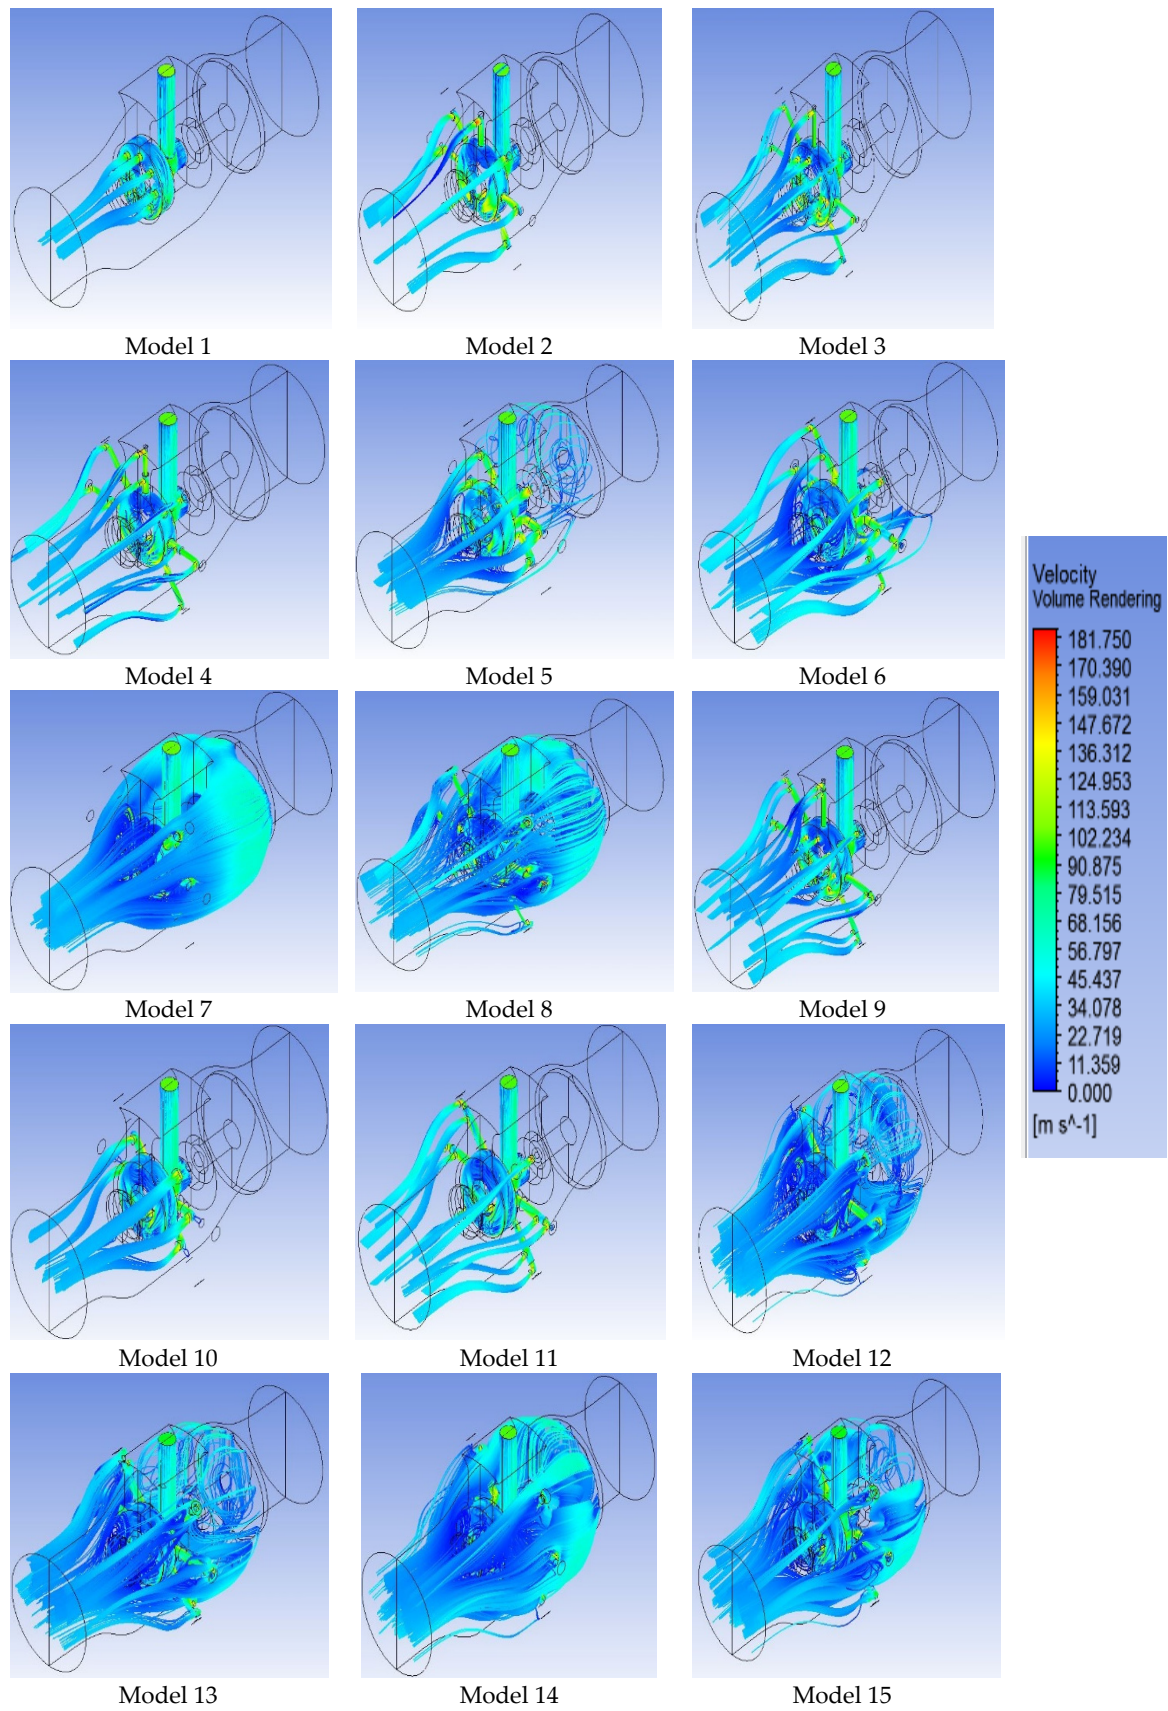 Model 1
Model 2
Model 3
Model 4
Model 5
Model 6
Velocity
Volume Rendering
181.750
170.390
159.031
147.672
136.312
124.953
113.593
102.234
90.875
79.515
68.156
56.797
45.437
34.078
22.719
11.359
0.000
[m s^-1]
Model 7
Model 8
Model 9
Model 10
Model 11
Model 12
Model 13
Model 14
Model 15